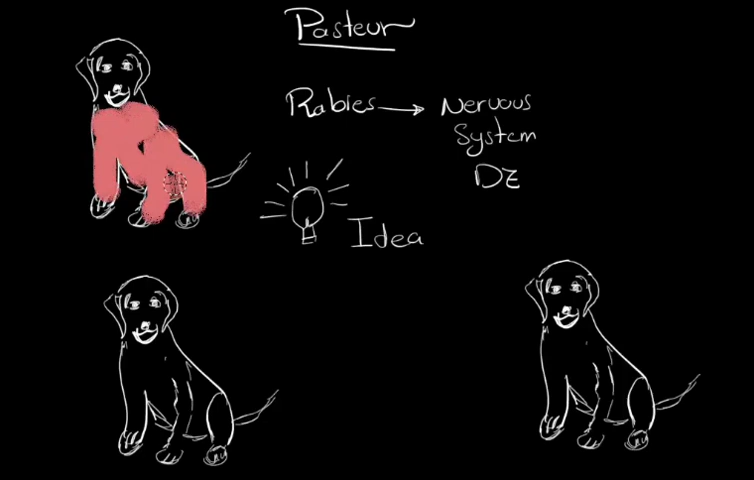 Pasteur
Rabies → Nervous
System
DZ
Idea